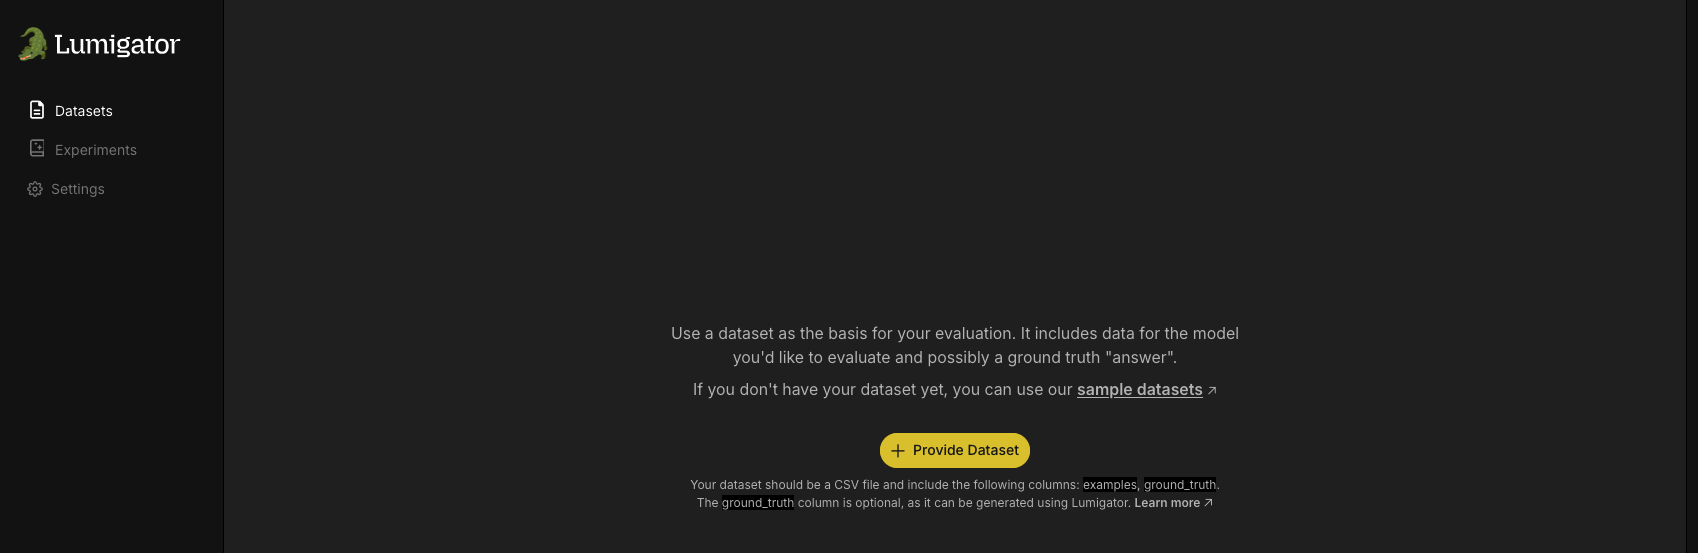 Lumigator
Datasets
Experiments
Settings
Use a dataset as the basis for your evaluation. It includes data for the model
you'd like to evaluate and possibly a ground truth "answer".
If you don't have your dataset yet, you can use our sample datasets ↗
+ Provide Dataset
Your dataset should be a CSV file and include the following columns: examples, ground_truth.
The ground_truth column is optional, as it can be generated using Lumigator. Learn more ↗